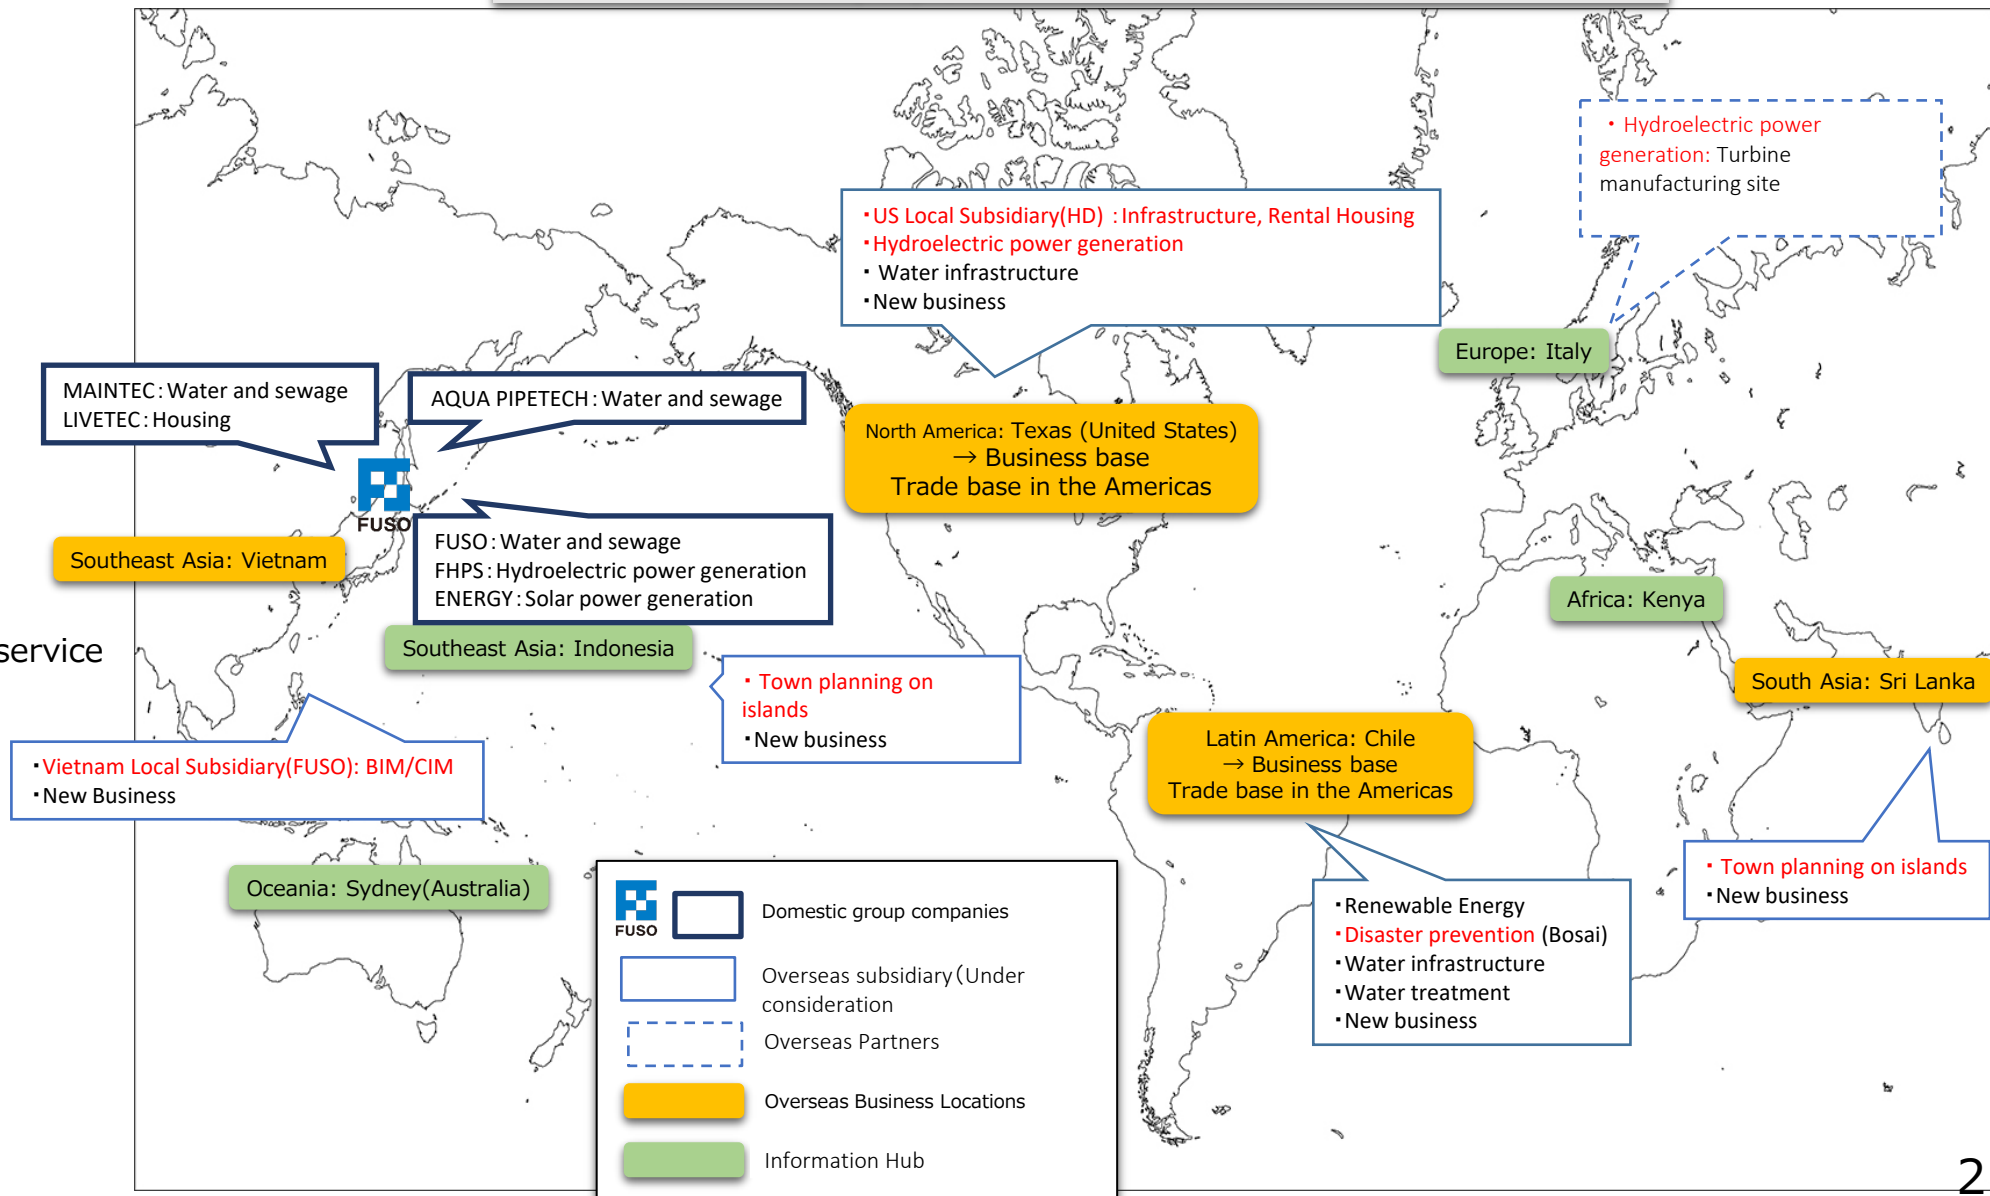 ・Hydroelectric power
generation: Turbine
manufacturing site
・US Local Subsidiary(HD) : Infrastructure, Rental Housing
・Hydroelectric power generation
・ Water infrastructure
・New business
Europe: Italy
MAINTEC：Water and sewage
LIVETEC：Housing
AQUA PIPETECH：Water and sewage
North America: Texas (United States)
→ Business base
Trade base in the Americas
FUSO
FUSO：Water and sewage
FHPS：Hydroelectric power generation
ENERGY：Solar power generation
Southeast Asia: Vietnam
Africa: Kenya
service
Southeast Asia: Indonesia
・Town planning on
islands
・New business
South Asia: Sri Lanka
Latin America: Chile
→ Business base
Trade base in the Americas
・Vietnam Local Subsidiary(FUSO): BIM/CIM
・New Business
・Town planning on islands
・New business
Oceania: Sydney(Australia)
・Renewable Energy
・Disaster prevention (Bosai)
・Water infrastructure
・Water treatment
・New business
FUSO
Domestic group companies
Overseas subsidiary（Under
consideration
Overseas Partners
Overseas Business Locations
Information Hub
2